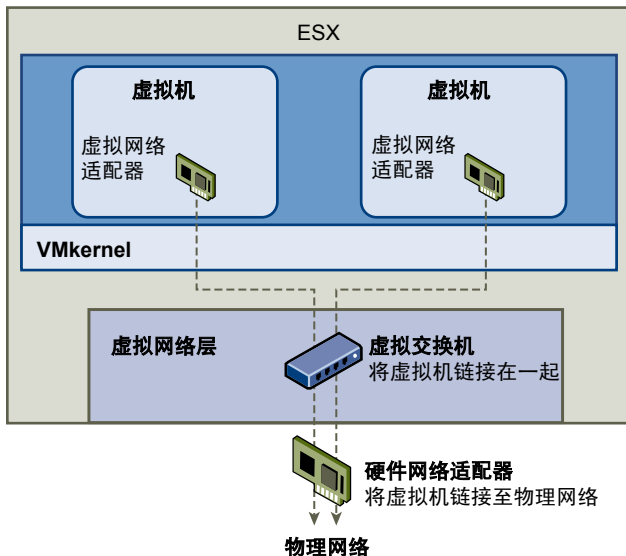 ESX
虚拟机
虚拟机
虚拟网络
适配器
虚拟网络
适配器
VMkernel
虚拟网络层
虚拟交换机
将虚拟机链接在一起
硬件网络适配器
将虚拟机链接至物理网络
物理网络